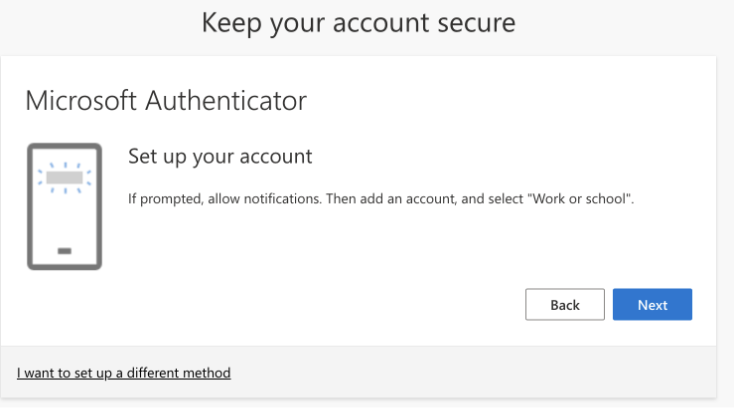 Keep your account secure
Microsoft Authenticator
Set up your account
If prompted, allow notifications. Then add an account, and select "Work or school".
Back
Next
I want to set up a different method